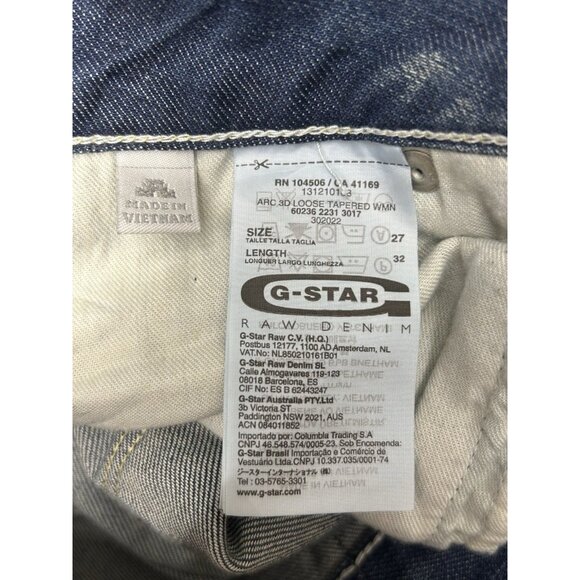 MADE IN
VIETNAM
RN 104506 / CA 41169
ARC 3D LOOSE TAPERED WMN
60236 2231 3017
302022
SIZE 27
TAILLE TALLA TAGLIA
LENGTH 32
LONGUER LARGO LUNGHEZZA
G-STAR
RAW DENIM
G-Star Raw C.V. (H.Q.)
Postbus 12177, 1100 AD Amsterdam, NL
VAT.No: NL850210161B01
G-Star Raw Denim SL
Calle Almogavares 119-123
08018 Barcelona, ES
CIF No: ES B 62443247
G-Star Australia PTY.Ltd
3b Victoria ST
Paddington NSW 2021, AUS
ACN 084011852
Importado por: Columbia Trading S.A
CNPJ 46.548.574/0005-23. Sob Encomenda:
G-Star Brasil Importação e Comércio de
Vestuário Ltda.CNPJ 10.337.035/0001-74
ジースターインターナショナル(株)
Tel : 03-5765-3301
www.g-star.com